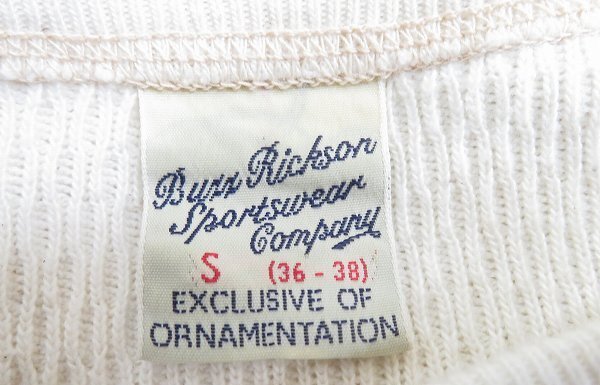 Buzz Rickson
Sportswear
Company
S (36 - 38)
EXCLUSIVE OF
ORNAMENTATION